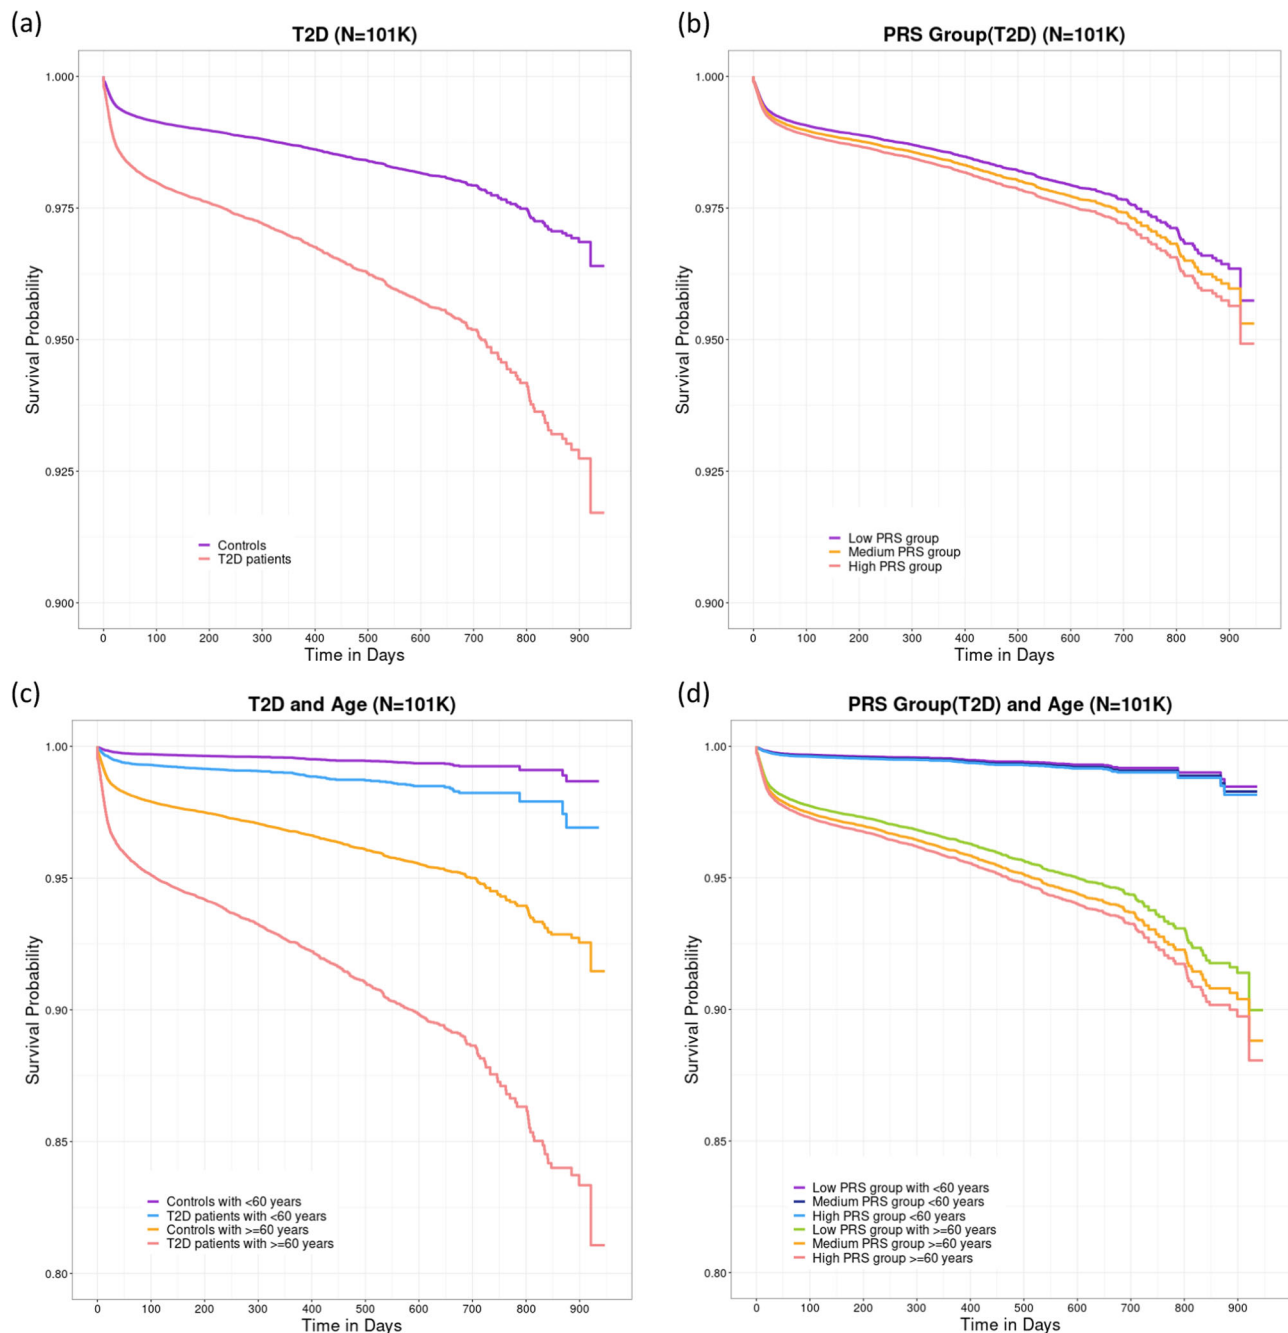 (a)
T2D (N=101K)
1.000
0.975
0.950
0.925
0.900
Survival Probability
Controls
T2D patients
0 100 200 300 400 500 600 700 800 900
Time in Days
(b)
PRS Group(T2D) (N=101K)
1.000
0.975
0.950
0.925
0.900
Survival Probability
Low PRS group
Medium PRS group
High PRS group
0 100 200 300 400 500 600 700 800 900
Time in Days
(c)
T2D and Age (N=101K)
1.00
0.95
0.90
0.85
0.80
Survival Probability
Controls with <60 years
T2D patients with <60 years
Controls with >=60 years
T2D patients with >=60 years
0 100 200 300 400 500 600 700 800 900
Time in Days
(d)
PRS Group(T2D) and Age (N=101K)
1.00
0.95
0.90
0.85
0.80
Survival Probability
Low PRS group with <60 years
Medium PRS group <60 years
High PRS group <60 years
Low PRS group with >=60 years
Medium PRS group >=60 years
High PRS group >=60 years
0 100 200 300 400 500 600 700 800 900
Time in Days